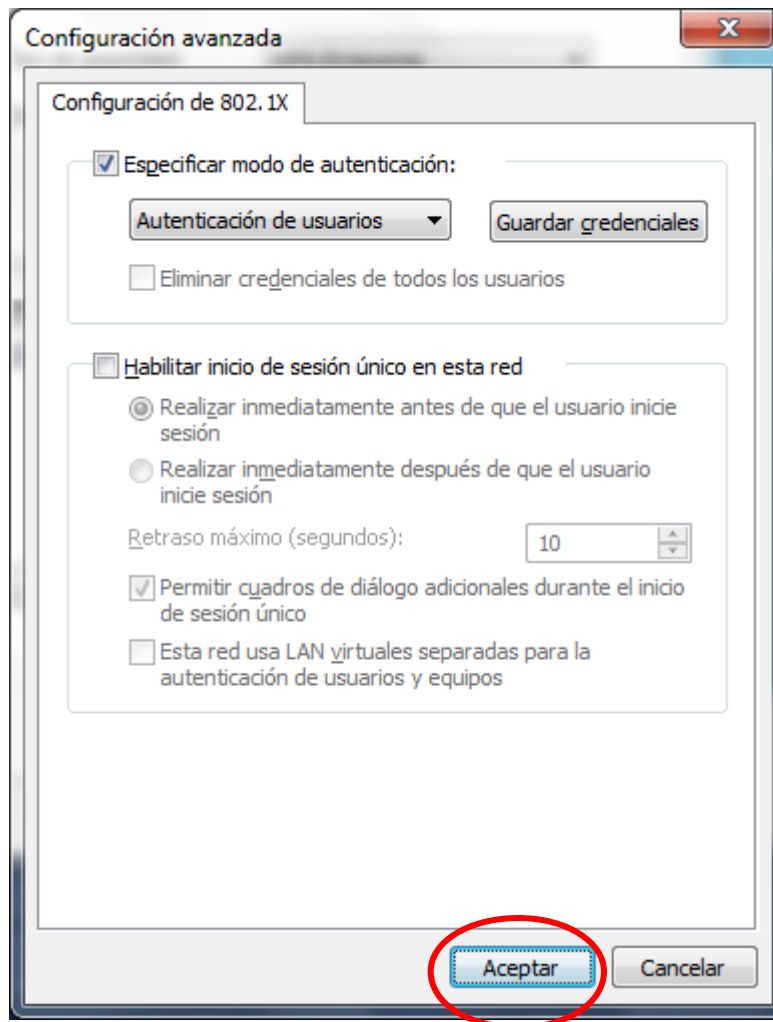 Configuración avanzada
Configuración de 802.1X
Especificar modo de autenticación:
Autenticación de usuarios
Guardar credenciales
Eliminar credenciales de todos los usuarios
Habilitar inicio de sesión único en esta red
Realizar inmediatamente antes de que el usuario inicie
sesión
Realizar inmediatamente después de que el usuario
inicie sesión
Retraso máximo (segundos):
10
Permitir cuadros de diálogo adicionales durante el inicio
de sesión único
Esta red usa LAN virtuales separadas para la
autenticación de usuarios y equipos
Aceptar
Cancelar